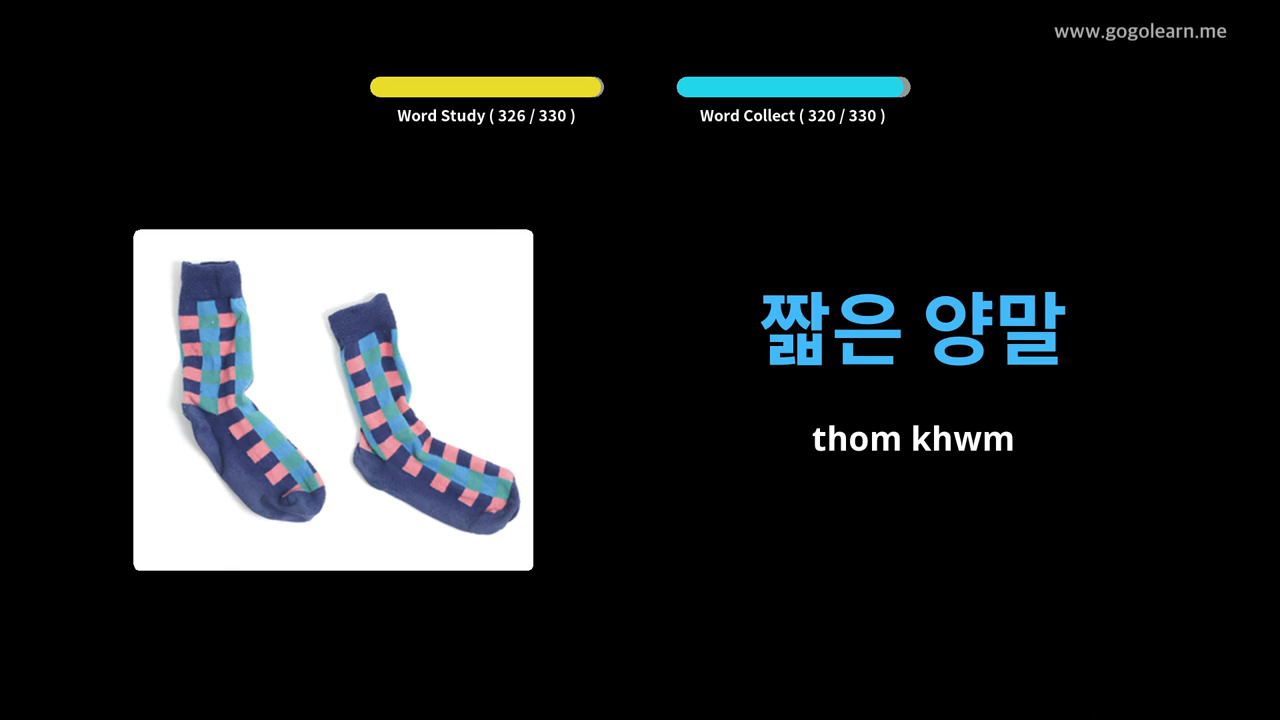 www.gogolearn.me
Word Study ( 326 / 330 )
Word Collect ( 320 / 330 )
짧은 양말
thom khwm